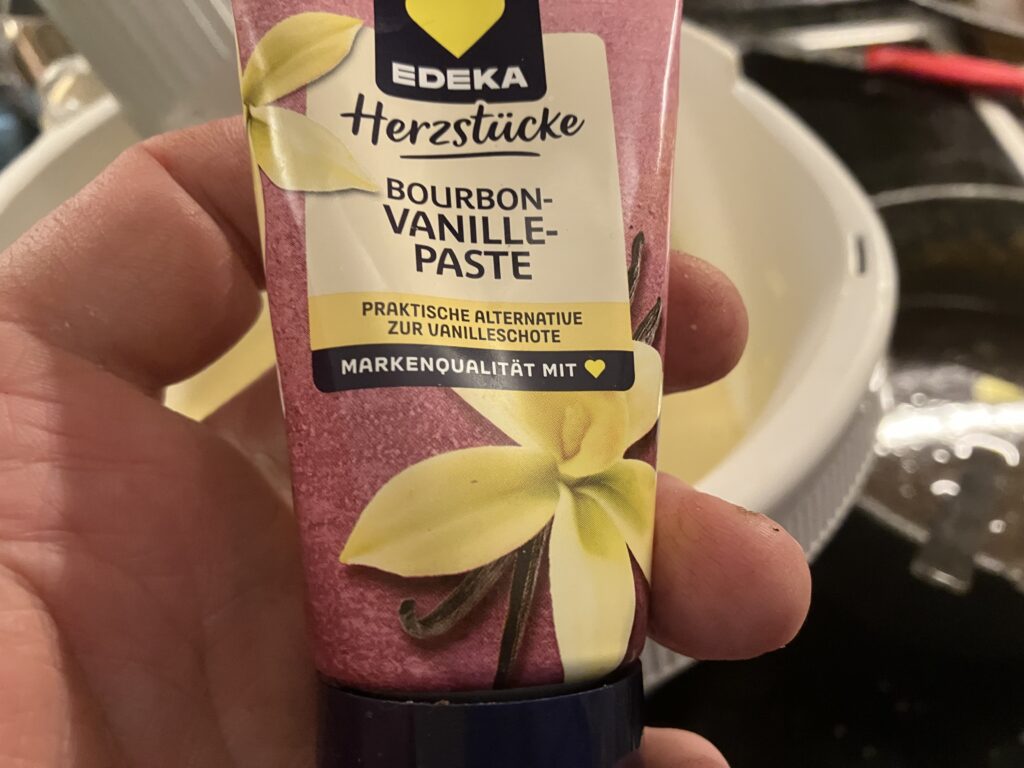 EDEKA
Herzstücke
BOURBON-
VANILLE-
PASTE
PRAKTISCHE ALTERNATIVE
ZUR VANILLESCHOTE
MARKENQUALITÄT MIT